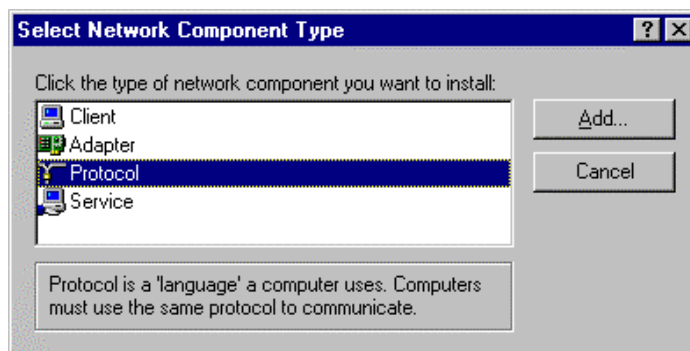 Select Network Component Type
? ×
Click the type of network component you want to install:
Client
Add...
Adapter
Protocol
Cancel
Service
Protocol is a 'language' a computer uses. Computers
must use the same protocol to communicate.